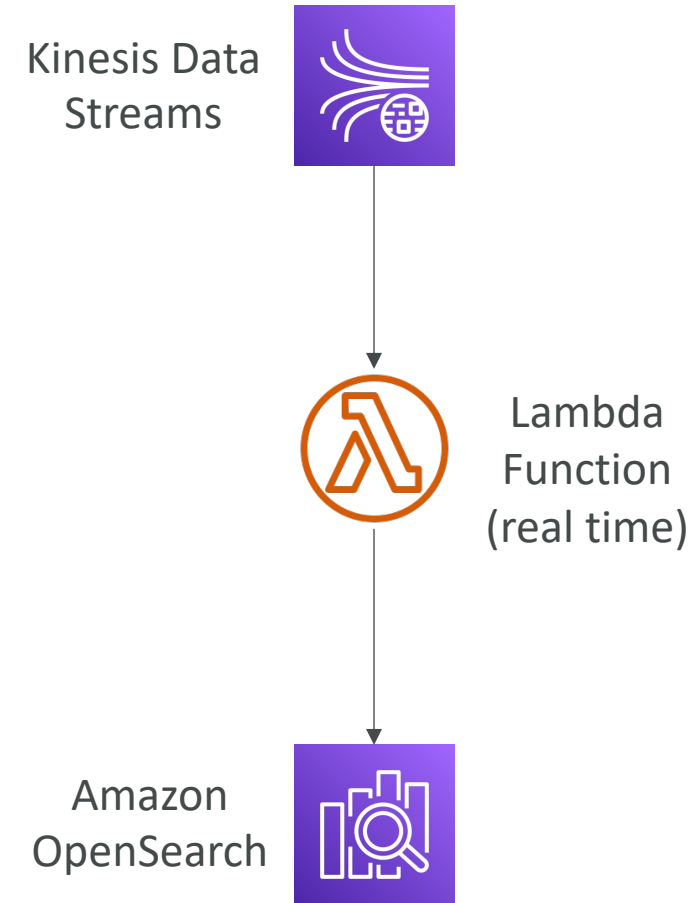 Kinesis Data
Streams
Lambda
Function
(real time)
Amazon
OpenSearch